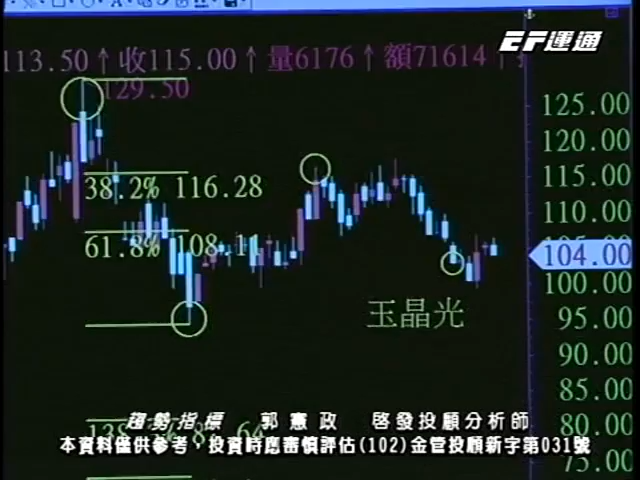 113.50↑收115.00↑量6176↑額71614
EF運通
129.50
125.00
120.00
38.2% 116.28
115.00
110.00
61.8% 108.11
104.00
100.00
玉晶光
95.00
90.00
85.00
80.00
75.00
趨勢指標 郭憲政 啓發投顧分析師
本資料僅供參考，投資時應審慎評估(102)金管投顧新字第031號